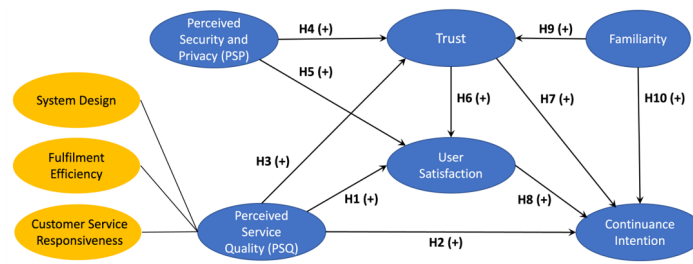 Perceived
Security and
Privacy (PSP)
H4 (+)
Trust
H9 (+)
Familiarity
H5 (+)
System Design
H6 (+)
H7 (+)
H10 (+)
Fulfilment
Efficiency
H3 (+)
User
Satisfaction
H1 (+)
H8 (+)
Customer Service
Responsiveness
Perceived
Service
Quality (PSQ)
H2 (+)
Continuance
Intention